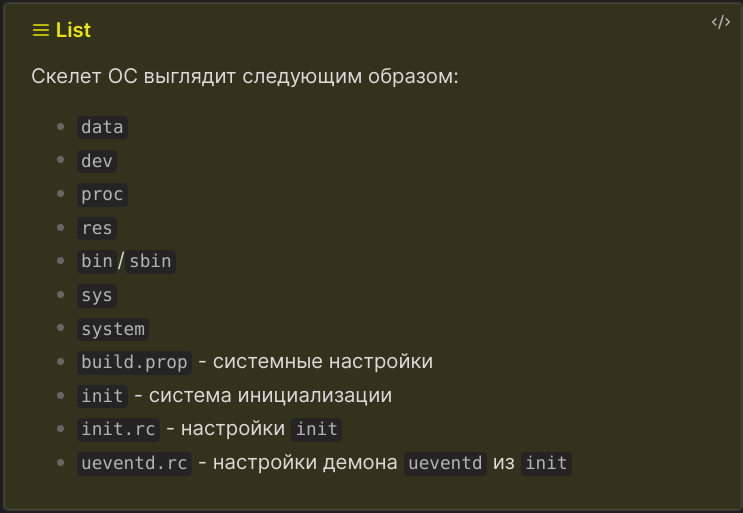 List
Скелет ОС выглядит следующим образом:
data
dev
proc
res
bin/sbin
sys
system
build.prop - системные настройки
init - система инициализации
init.rc - настройки init
ueventd.rc - настройки демона ueventd из init